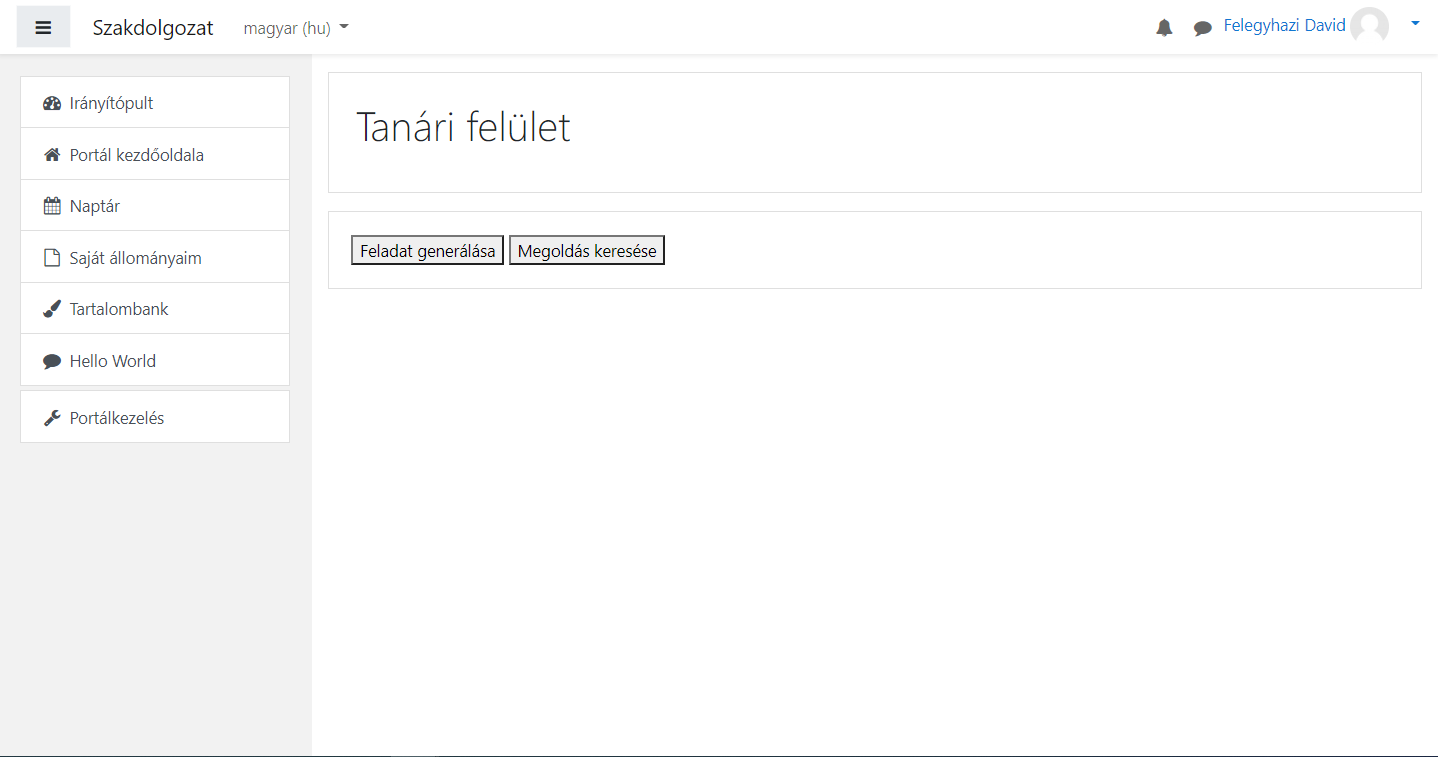 Szakdolgozat magyar (hu) Felegyhazi David
Irányítópult
Portál kezdőoldala
Naptár
Saját állományaim
Tartalombank
Hello World
Portálkezelés
Tanári felület
Feladat generálása Megoldás keresése